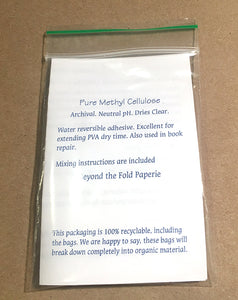 Pure Methyl Cellulose
Archival. Neutral pH. Dries Clear.
Water reversible adhesive. Excellent for
extending PVA dry time. Also used in book
repair.
Mixing instructions are included
eyond the Fold Paperie
This packaging is 100% recyclable, including
the bags. We are happy to say, these bags will
break down completely into organic material.